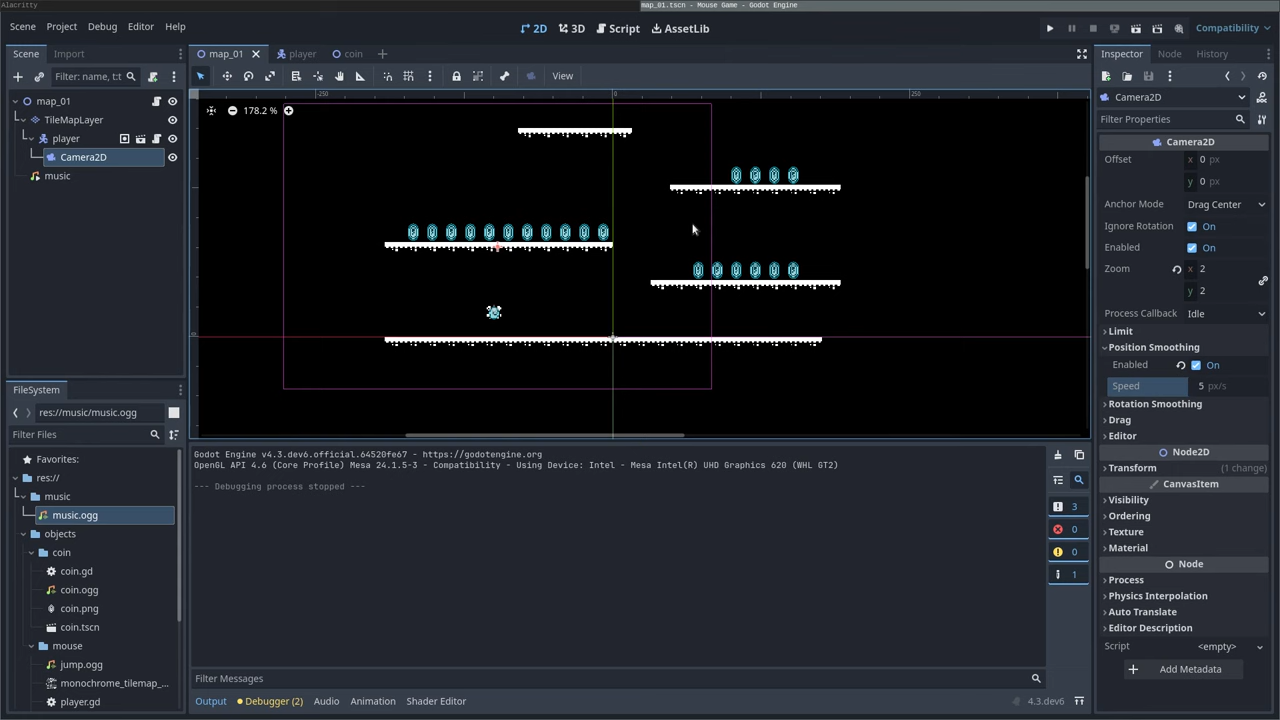 Alacritty
map_01.tscn - Mouse Game - Godot Engine
Scene Project Debug Editor Help
2D 3D Script AssetLib
Compatibility
Scene Import
map_01 player coin
Inspector Node History
Filter: name, t:t
View
Camera2D
Filter Properties
178.2 %
-250 0 250
0
map_01
TileMapLayer
player
Camera2D
music
Camera2D
Offset x 0 px
y 0 px
Anchor Mode Drag Center
Ignore Rotation On
Enabled On
Zoom x 2
y 2
Process Callback Idle
Limit
Position Smoothing
Enabled On
Speed 5 px/s
Rotation Smoothing
Drag
Editor
Node2D
Transform (1 change)
CanvasItem
Visibility
Ordering
Texture
Material
Node
Process
Physics Interpolation
Auto Translate
Editor Description
Script <empty>
Add Metadata
FileSystem
res://music/music.ogg
Filter Files
Favorites:
res://
music
music.ogg
objects
coin
coin.gd
coin.ogg
coin.png
coin.tscn
mouse
jump.ogg
monochrome_tilemap_...
player.gd
Godot Engine v4.3.dev6.official.64520fe67 - https://godotengine.org
OpenGL API 4.6 (Core Profile) Mesa 24.1.5-3 - Compatibility - Using Device: Intel - Mesa Intel(R) UHD Graphics 620 (WHL GT2)
--- Debugging process stopped ---
3
0
0
1
Filter Messages
Output Debugger (2) Audio Animation Shader Editor
4.3.dev6